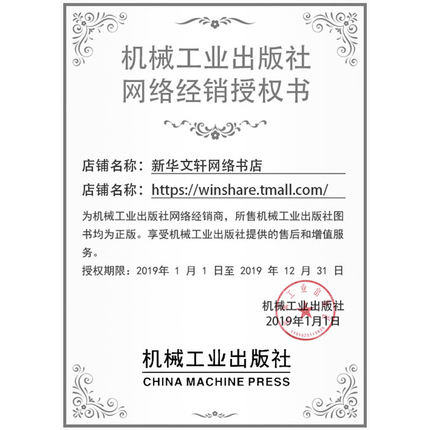 机械工业出版社
网络经销授权书
店铺名称：新华文轩网络书店
店铺名称：https://winshare.tmall.com/
为机械工业出版社网络经销商，所售机械工业出版社图
书均为正版。享受机械工业出版社提供的售后和增值服
务。
授权期限：2019年 1 月 1 日至 2019 年 12 月 31 日
机械工业出版社
2019年1月1日
机械工业出版社
CHINA MACHINE PRESS